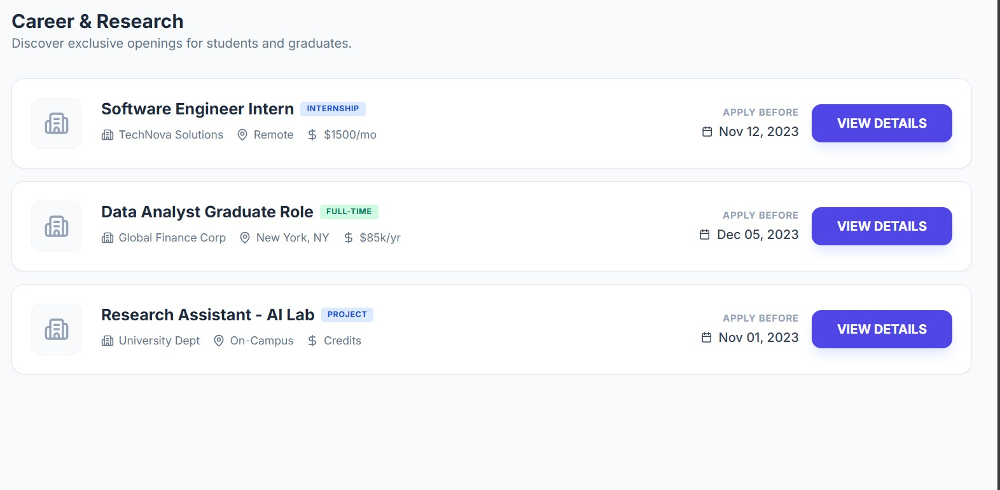 Career & Research
Discover exclusive openings for students and graduates.
Software Engineer Intern INTERNSHIP
TechNova Solutions Remote $1500/mo
APPLY BEFORE
Nov 12, 2023
VIEW DETAILS
Data Analyst Graduate Role FULL-TIME
Global Finance Corp New York, NY $85k/yr
APPLY BEFORE
Dec 05, 2023
VIEW DETAILS
Research Assistant - AI Lab PROJECT
University Dept On-Campus $ Credits
APPLY BEFORE
Nov 01, 2023
VIEW DETAILS